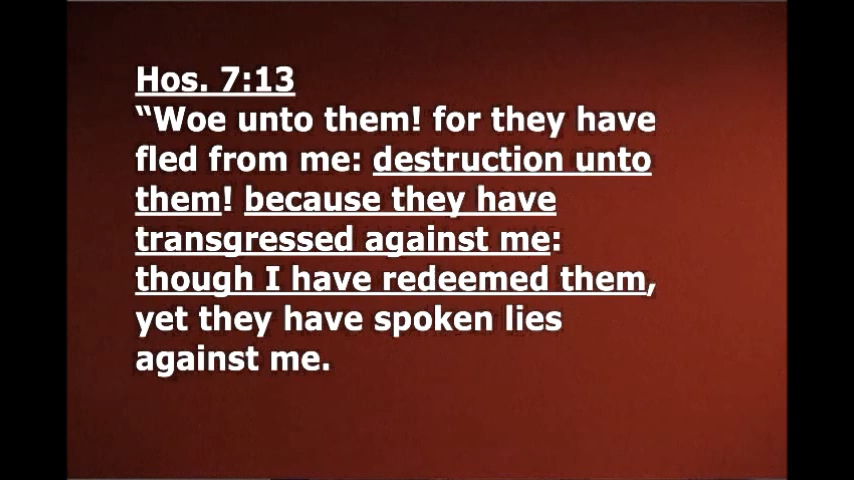 Hos. 7:13
“Woe unto them! for they have
fled from me: destruction unto
them! because they have
transgressed against me:
though I have redeemed them,
yet they have spoken lies
against me.